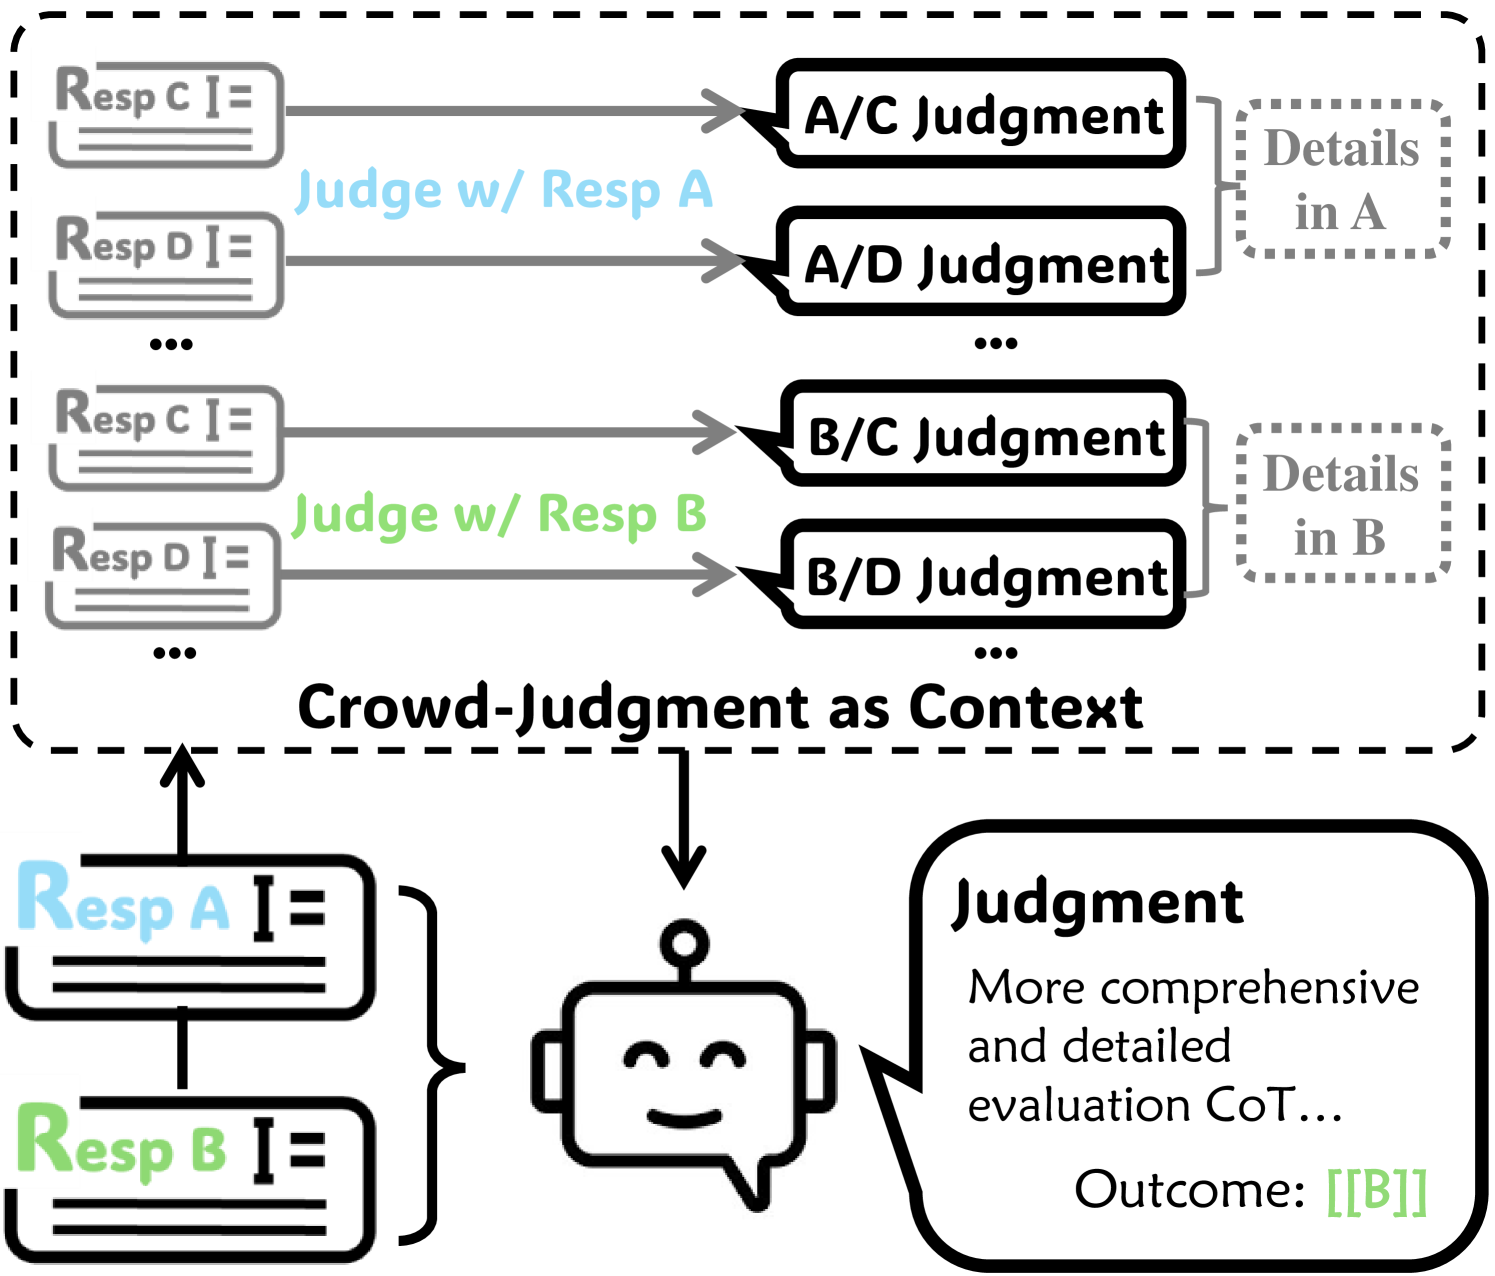 Resp C
A/C Judgment
Details
in A
Judge w/ Resp A
Resp D
A/D Judgment
...
...
Resp C
B/C Judgment
Details
in B
Judge w/ Resp B
Resp D
B/D Judgment
...
...
Crowd-Judgment as Context
Resp A
Resp B
Judgment
More comprehensive
and detailed
evaluation CoT...
Outcome: [[B]]